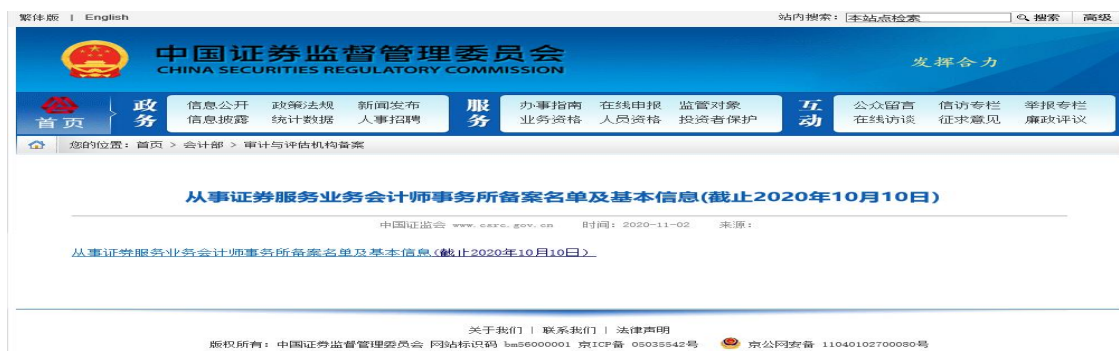 繁体版 | English 站内搜索: 本站点检索 搜索 高级
中国证券监督管理委员会
CHINA SECURITIES REGULATORY COMMISSION
发挥合力
首页 政务 信息公开 政策法规 新闻发布 服务 办事指南 在线申报 监管对象 互动 公众留言 信访专栏 举报专栏
信息披露 统计数据 人事招聘 业务资格 人员资格 投资者保护 在线访谈 征求意见 廉政评议
您的位置: 首页 > 会计部 > 审计与评估机构备案
从事证券服务业务会计师事务所备案名单及基本信息(截止2020年10月10日)
中国证监会 www.csrc.gov.cn 时间: 2020-11-02 来源:
从事证券服务业务会计师事务所备案名单及基本信息(截止2020年10月10日)
关于我们 | 联系我们 | 法律声明
版权所有: 中国证券监督管理委员会 网站标识码 bm56000001 京ICP备 05035542号 京公网安备 11040102700080号